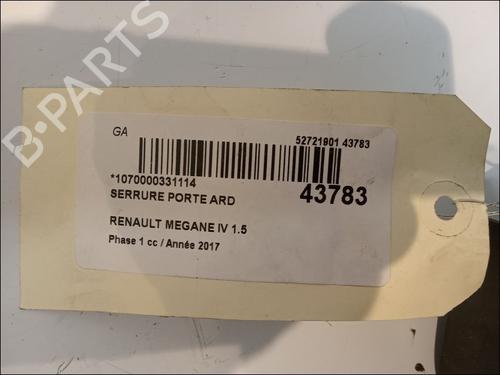 B-PARTS
GA
52721901 43783
*1070000331114
SERRURE PORTE ARD
43783
RENAULT MEGANE IV 1.5
Phase 1 cc / Année 2017